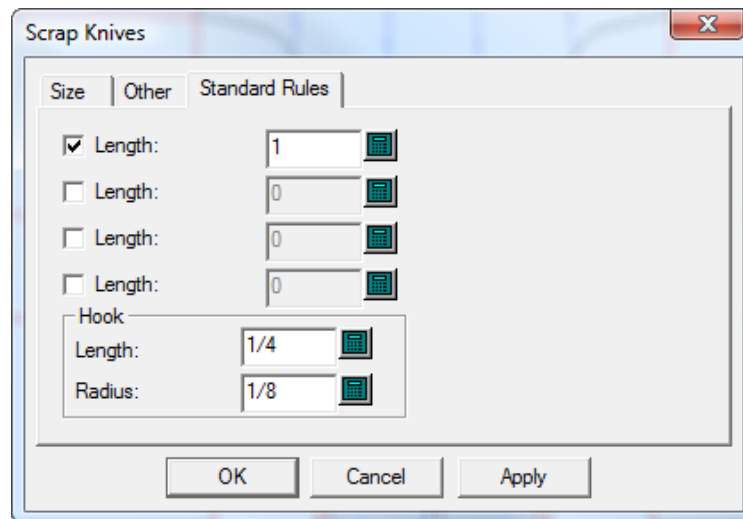 Scrap Knives
Size Other Standard Rules
Length: 1
Length: 0
Length: 0
Length: 0
Hook
Length: 1/4
Radius: 1/8
OK Cancel Apply